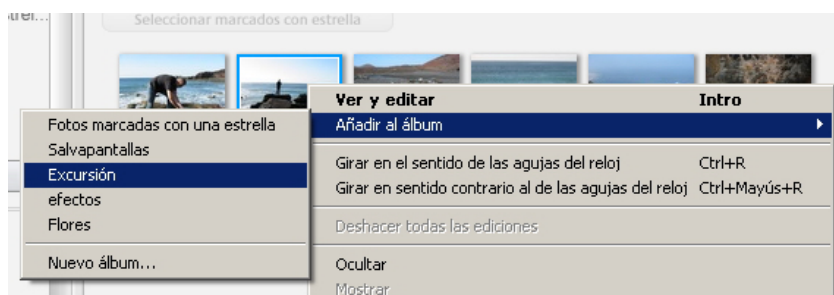 Seleccionar marcados con estrella
Ver y editar Intro
Añadir al álbum
Girar en el sentido de las agujas del reloj Ctrl+R
Girar en sentido contrario al de las agujas del reloj Ctrl+Mayús+R
Deshacer todas las ediciones
Ocultar
Mostrar
Fotos marcadas con una estrella
Salvapantallas
Excursión
efectos
Flores
Nuevo álbum...